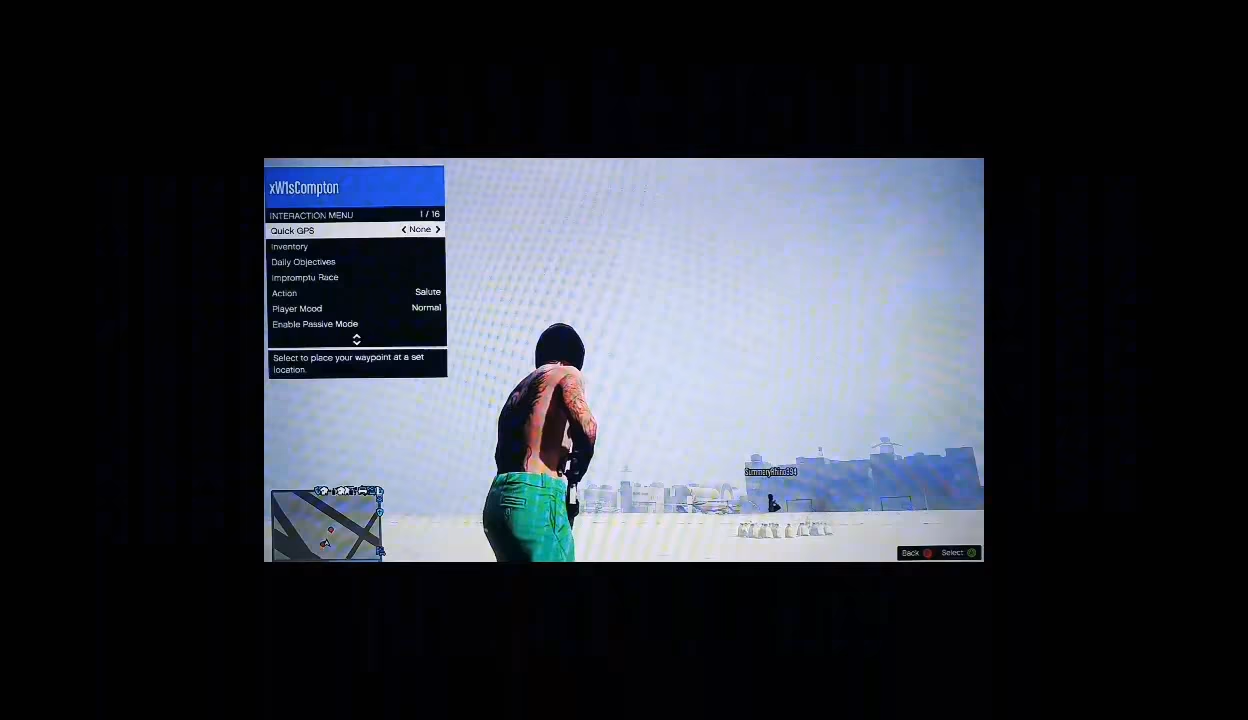 xW1sCompton
INTERACTION MENU 1 / 16
Quick GPS None
Inventory
Daily Objectives
Impromptu Race
Action Salute
Player Mood Normal
Enable Passive Mode
Select to place your waypoint at a set
location.
SummeryRhino394
Back Select